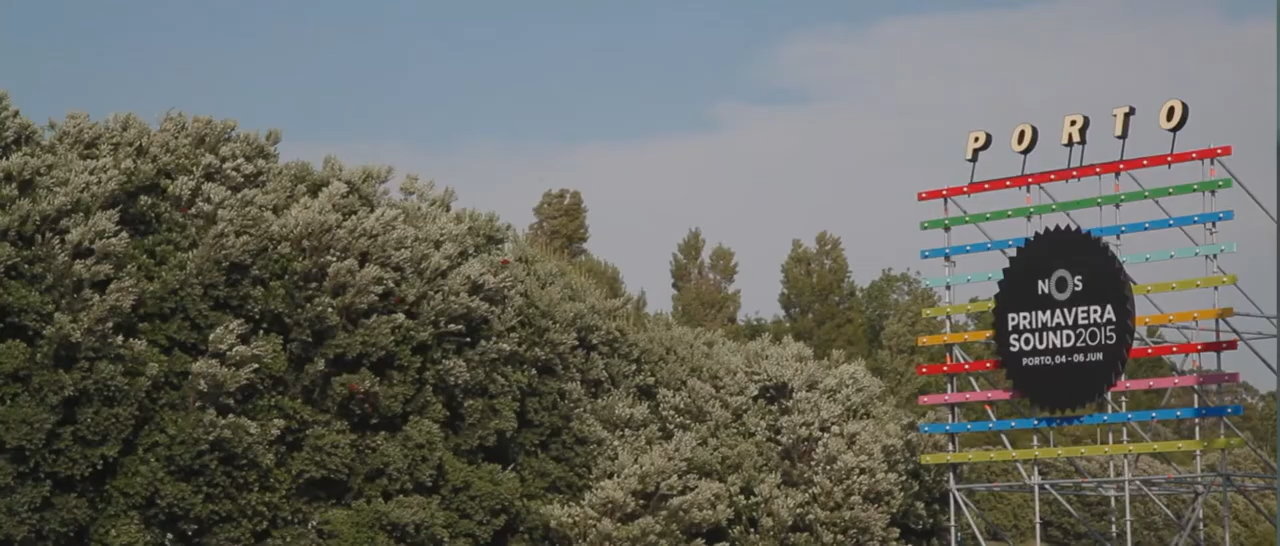 PORTO
NOS
PRIMAVERA
SOUND2015
PORTO, 04 - 06 JUN